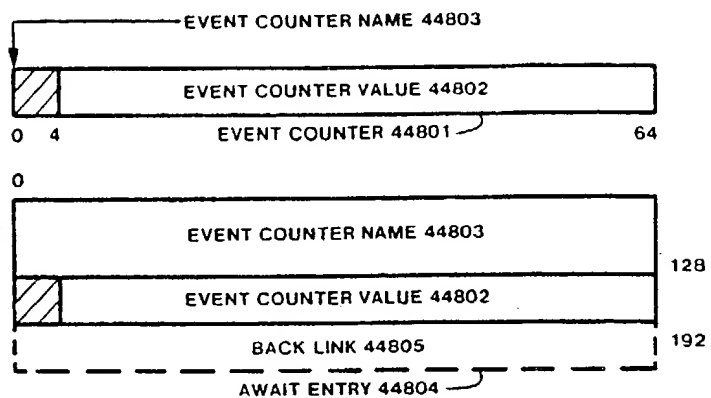 EVENT COUNTER NAME 44803
EVENT COUNTER VALUE 44802
0 4 EVENT COUNTER 44801 64
0
EVENT COUNTER NAME 44803
128
EVENT COUNTER VALUE 44802
192
BACK LINK 44805
AWAIT ENTRY 44804